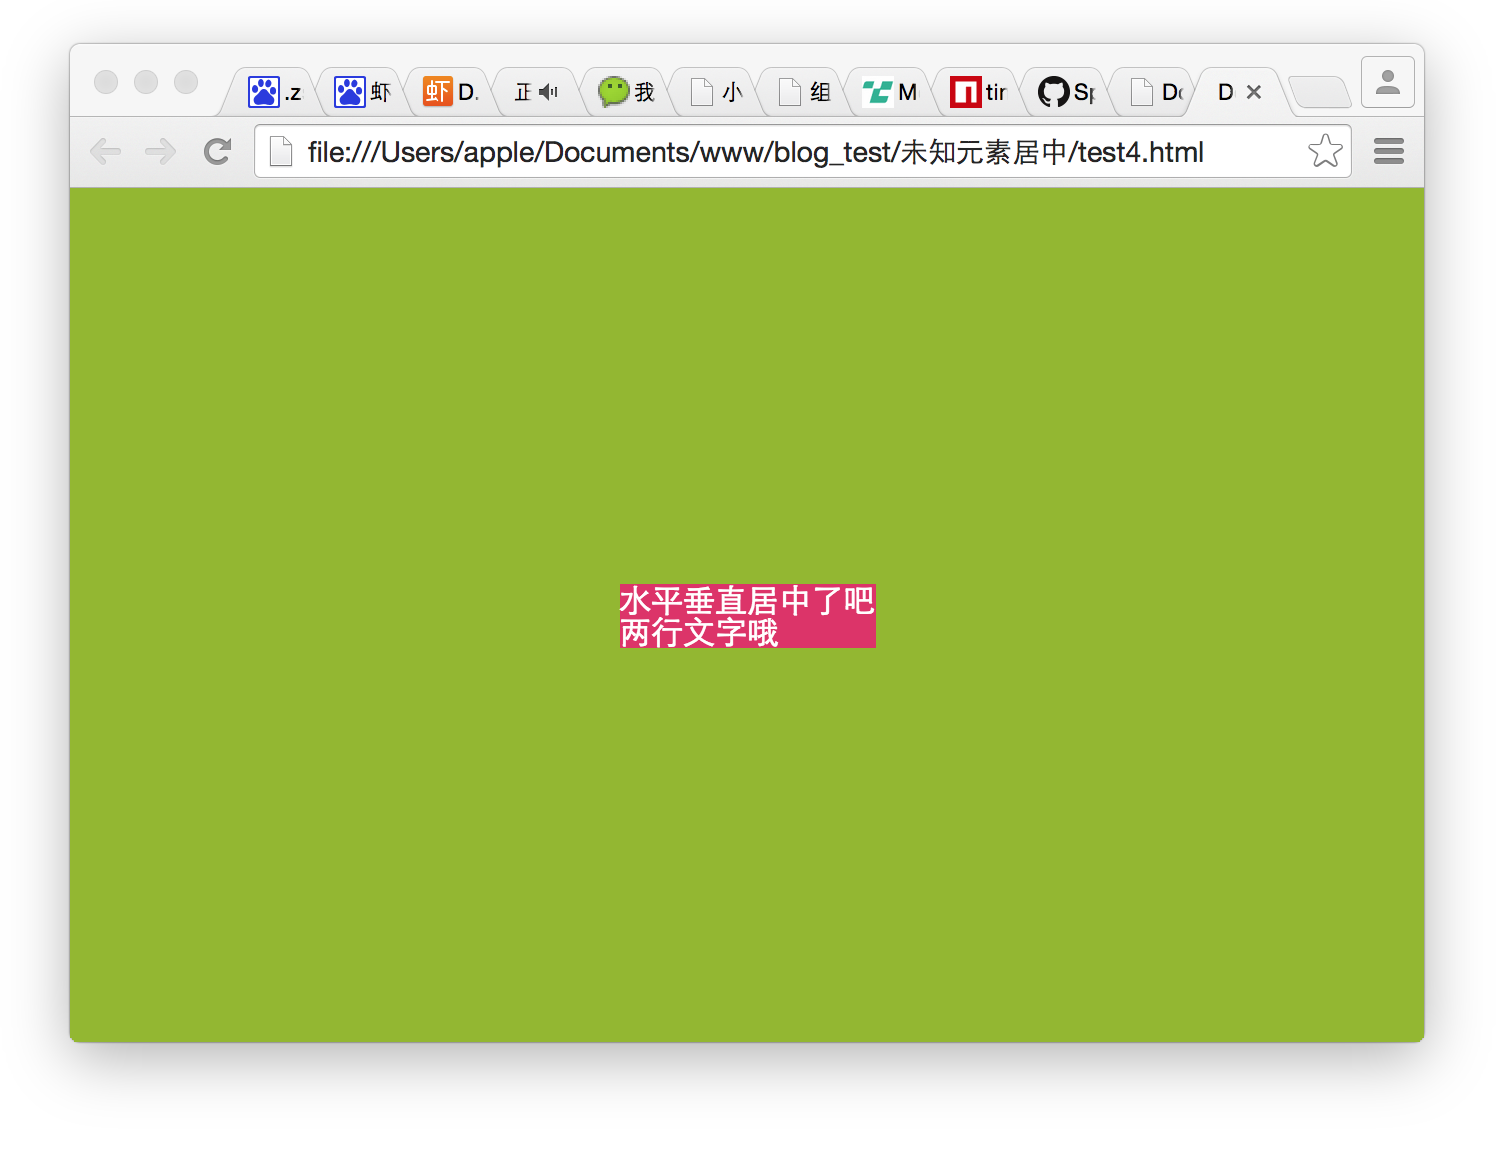 .z
虾
虾 D.
正
我
小
组
M
tir
Sp
Do
D
file:///Users/apple/Documents/www/blog_test/未知元素居中/test4.html
水平垂直居中了吧
两行文字哦